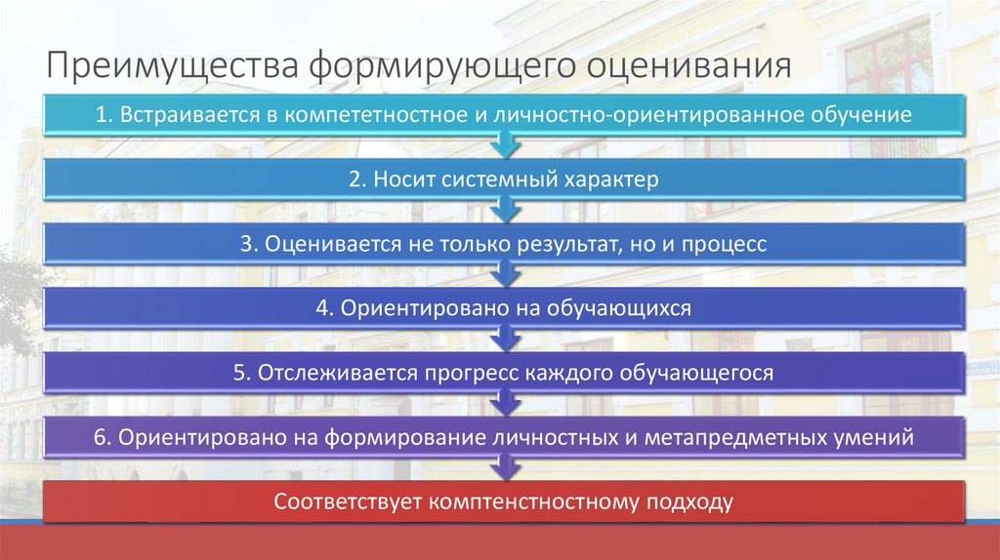 Преимущества формирующего оценивания
1. Встраивается в компететностное и личностно-ориентированное обучение
2. Носит системный характер
3. Оценивается не только результат, но и процесс
4. Ориентировано на обучающихся
5. Отслеживается прогресс каждого обучающегося
6. Ориентировано на формирование личностных и метапредметных умений
Соответствует комптенстностному подходу